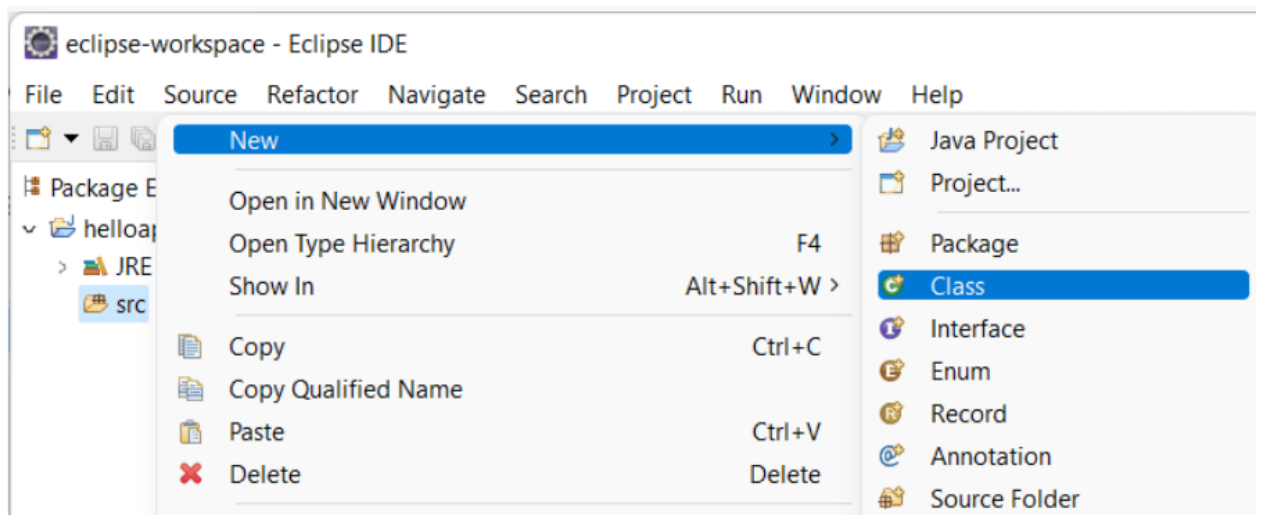 eclipse-workspace - Eclipse IDE
File Edit Source Refactor Navigate Search Project Run Window Help
New
Java Project
Package E
Project...
Open in New Window
helloap
Open Type Hierarchy F4
Package
JRE
Show In Alt+Shift+W
Class
src
Interface
Copy Ctrl+C
Enum
Copy Qualified Name
Record
Paste Ctrl+V
Annotation
Delete Delete
Source Folder